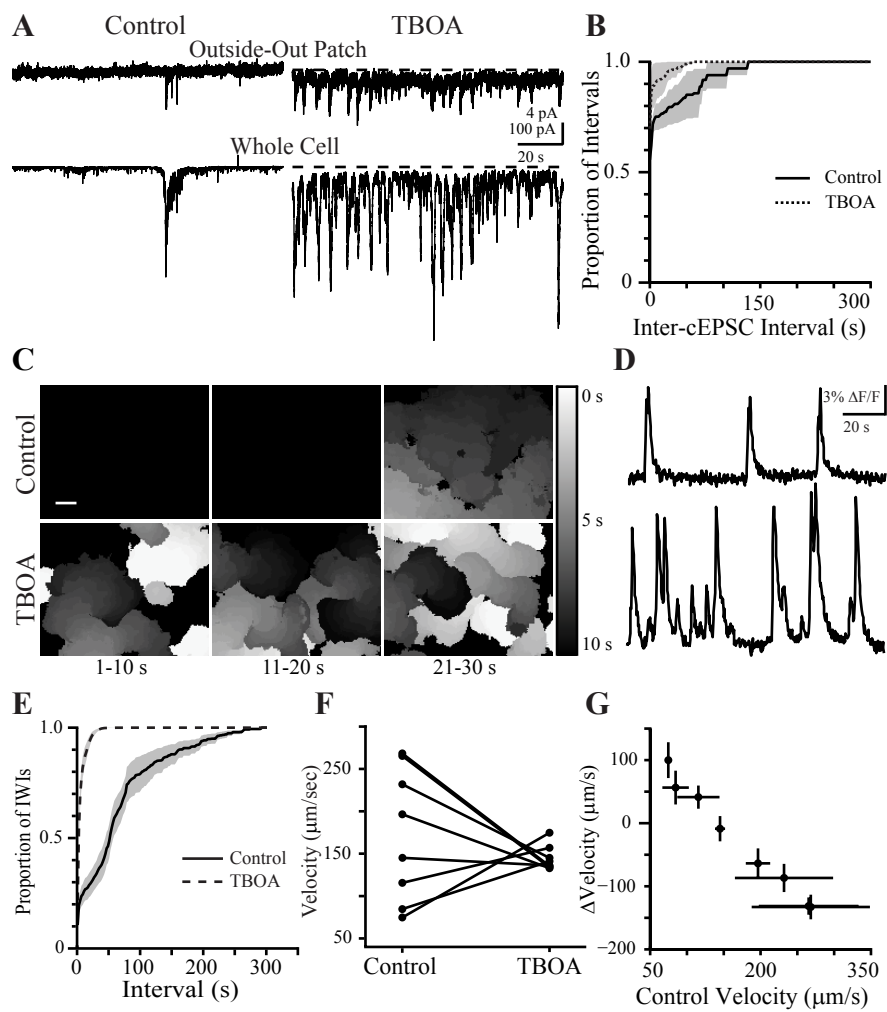 A
Control
TBOA
Outside-Out Patch
4 pA
100 pA
20 s
Whole Cell
B
Proportion of Intervals
1.0
0.5
0
Control
TBOA
0
150
300
Inter-cEPSC Interval (s)
C
Control
TBOA
1-10 s
11-20 s
21-30 s
0 s
5 s
10 s
D
3% ΔF/F
20 s
E
Proportion of IWIs
1.0
0.5
0
Control
TBOA
0
100
200
300
Interval (s)
F
Velocity (μm/sec)
250
150
50
Control
TBOA
G
ΔVelocity (μm/s)
100
0
−100
−200
50
200
350
Control Velocity (μm/s)